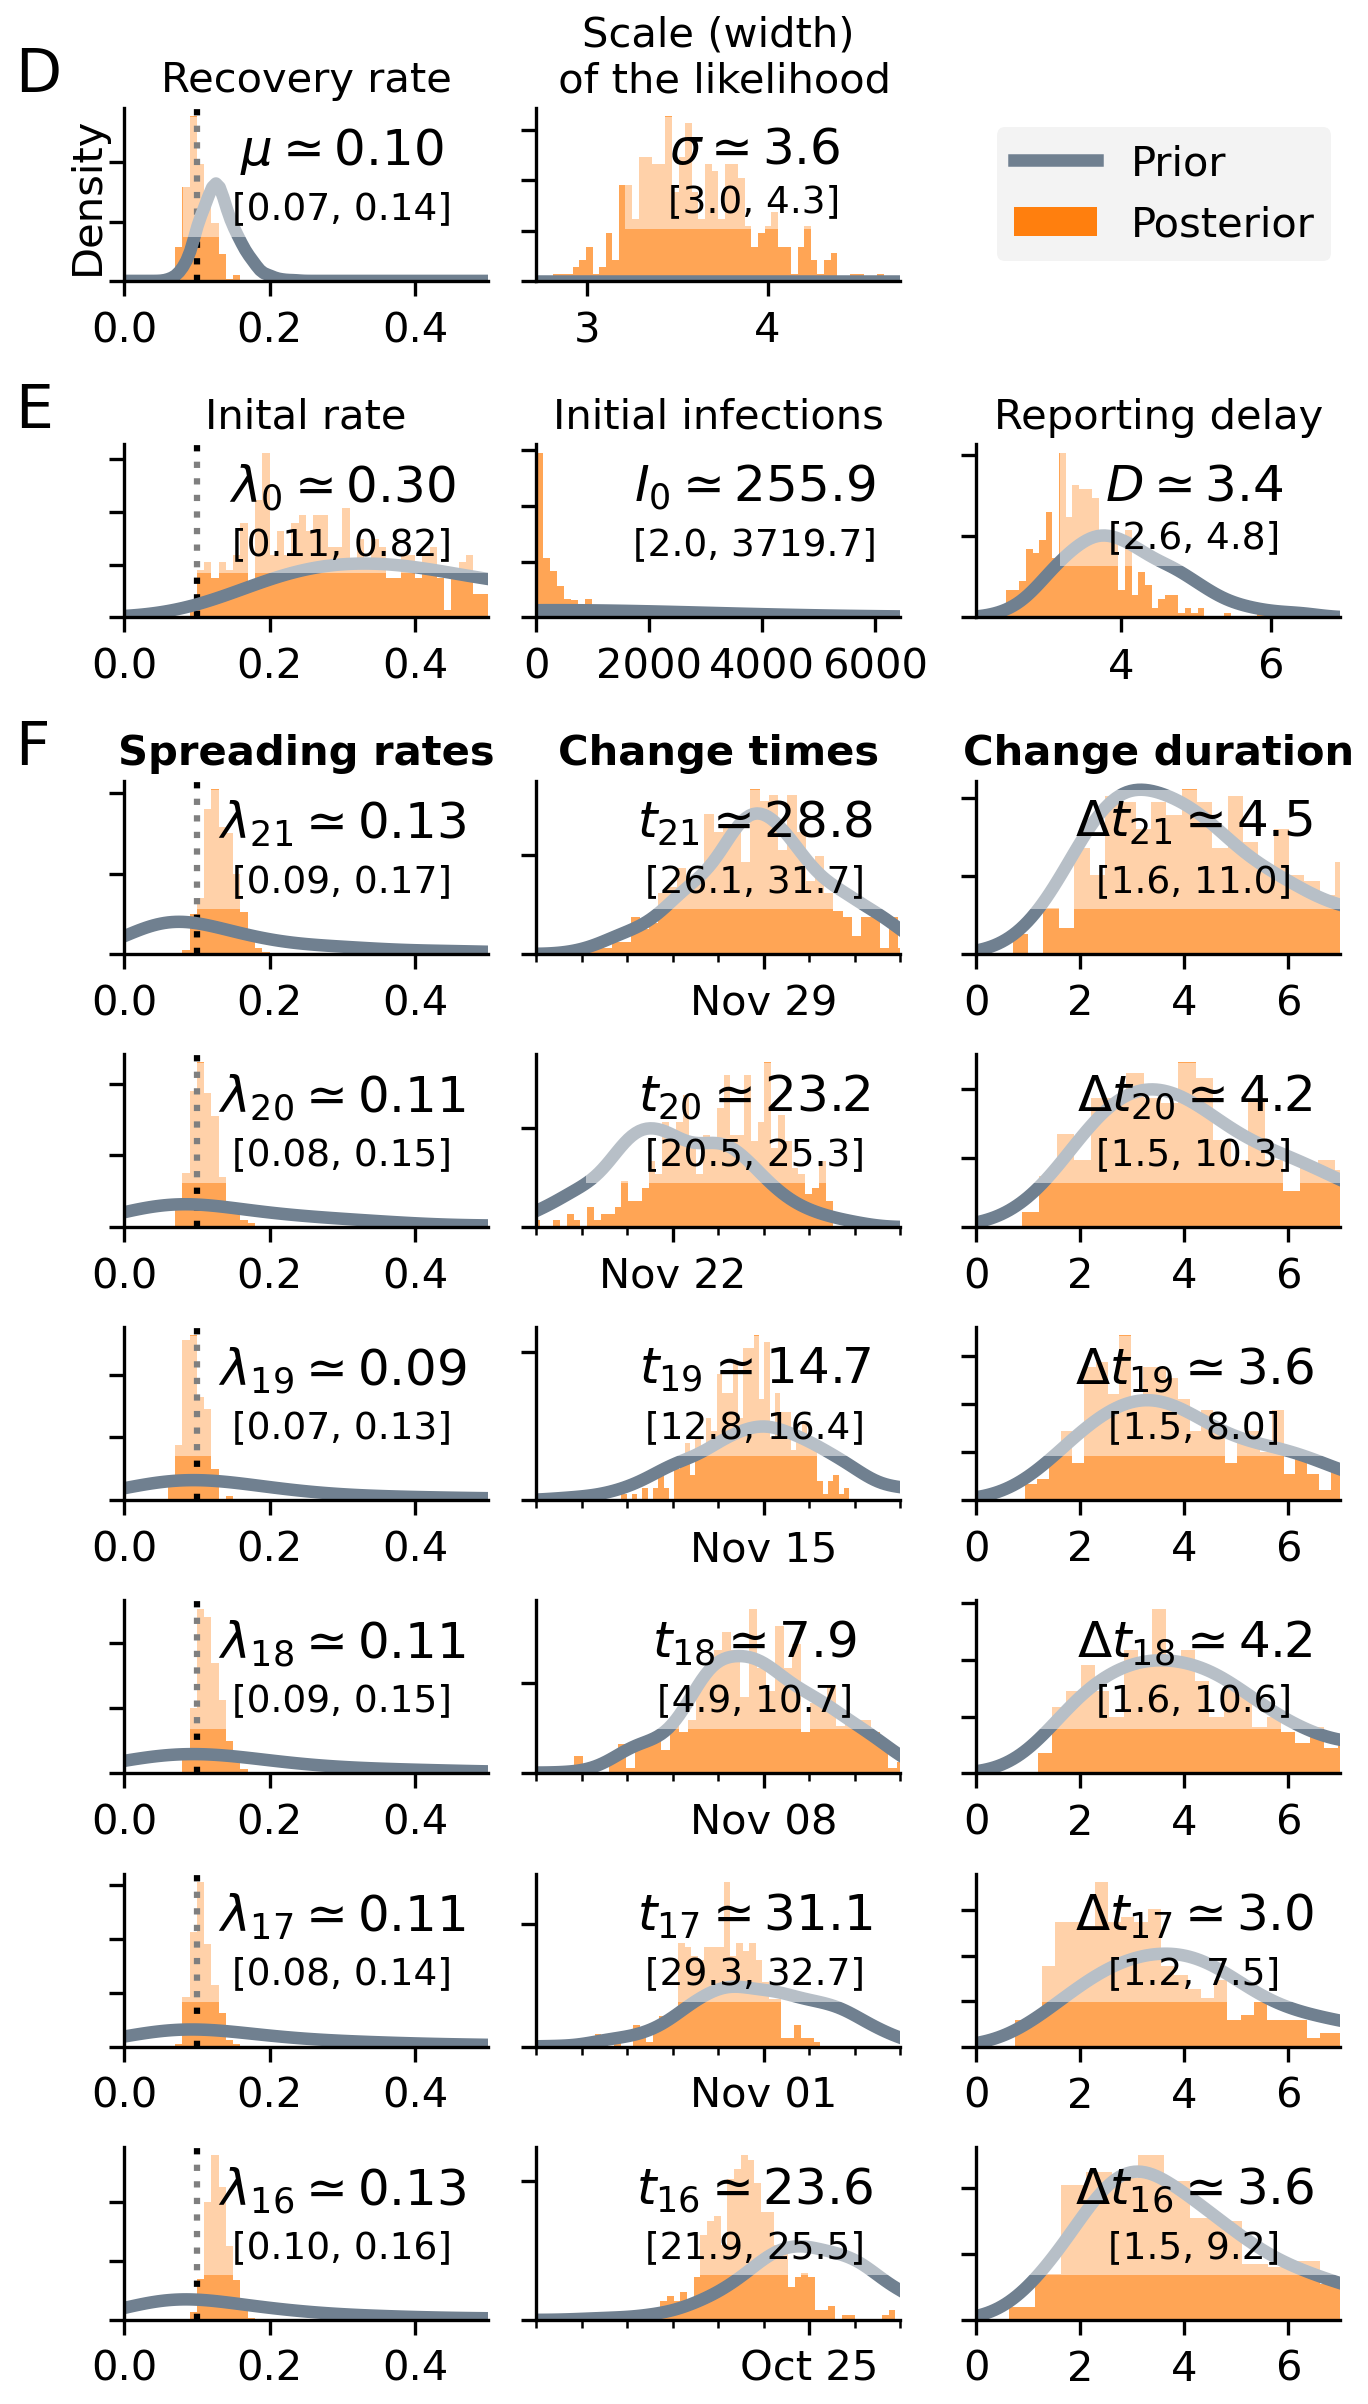 D
Recovery rate
Scale (width)
of the likelihood
Density
μ ≃ 0.10
[0.07, 0.14]
0.0 0.2 0.4
σ ≃ 3.6
[3.0, 4.3]
3 4
Prior
Posterior
E
Inital rate
λ0 ≃ 0.30
[0.11, 0.82]
0.0 0.2 0.4
Initial infections
I0 ≃ 255.9
[2.0, 3719.7]
0 2000 4000 6000
Reporting delay
D ≃ 3.4
[2.6, 4.8]
4 6
F
Spreading rates
Change times
Change duration
λ21 ≃ 0.13
[0.09, 0.17]
0.0 0.2 0.4
t21 ≃ 28.8
[26.1, 31.7]
Nov 29
Δt21 ≃ 4.5
[1.6, 11.0]
0 2 4 6
λ20 ≃ 0.11
[0.08, 0.15]
0.0 0.2 0.4
t20 ≃ 23.2
[20.5, 25.3]
Nov 22
Δt20 ≃ 4.2
[1.5, 10.3]
0 2 4 6
λ19 ≃ 0.09
[0.07, 0.13]
0.0 0.2 0.4
t19 ≃ 14.7
[12.8, 16.4]
Nov 15
Δt19 ≃ 3.6
[1.5, 8.0]
0 2 4 6
λ18 ≃ 0.11
[0.09, 0.15]
0.0 0.2 0.4
t18 ≃ 7.9
[4.9, 10.7]
Nov 08
Δt18 ≃ 4.2
[1.6, 10.6]
0 2 4 6
λ17 ≃ 0.11
[0.08, 0.14]
0.0 0.2 0.4
t17 ≃ 31.1
[29.3, 32.7]
Nov 01
Δt17 ≃ 3.0
[1.2, 7.5]
0 2 4 6
λ16 ≃ 0.13
[0.10, 0.16]
0.0 0.2 0.4
t16 ≃ 23.6
[21.9, 25.5]
Oct 25
Δt16 ≃ 3.6
[1.5, 9.2]
0 2 4 6